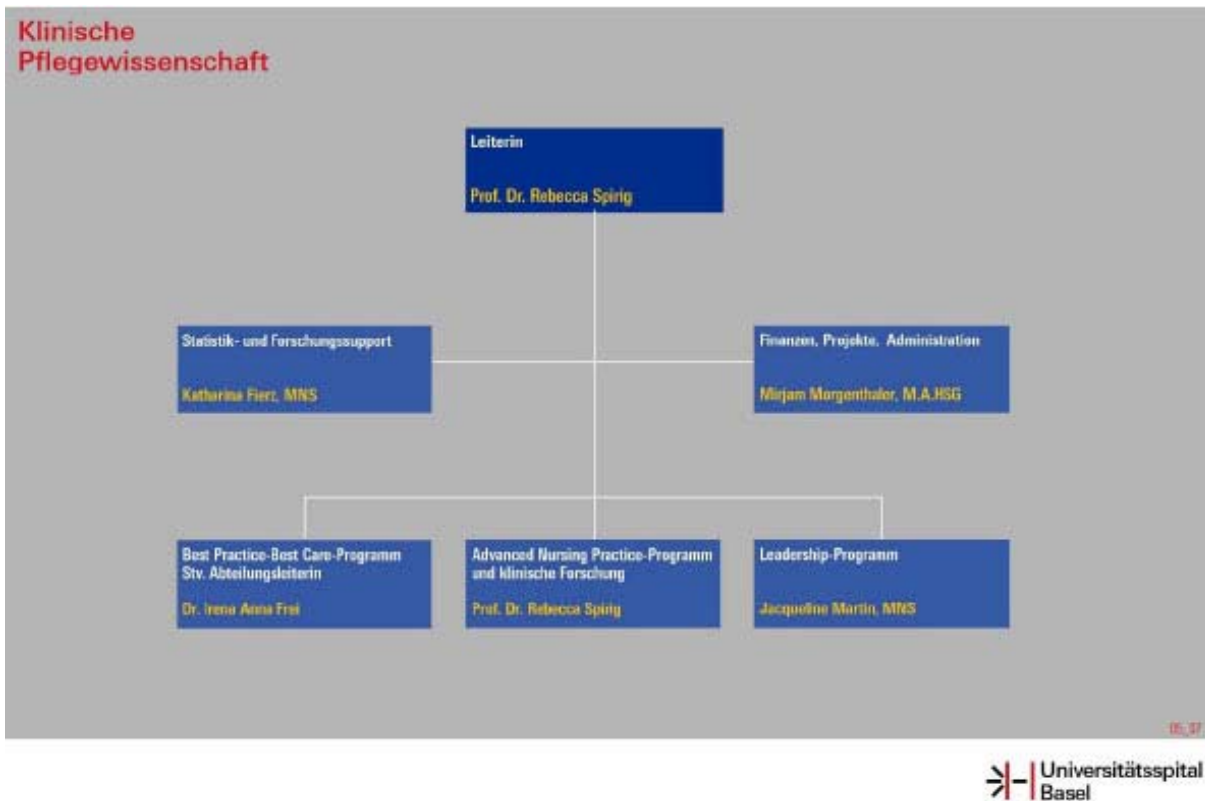 Klinische
Pflegewissenschaft
Leiterin
Prof. Dr. Rebecca Spirig
Statistik- und Forschungssupport
Katharina Fierz, MNS
Finanzen, Projekte, Administration
Mirjam Morgenthaler, M.A.HSG
Best Practice-Best Care-Programm
Stv. Abteilungsleiterin
Dr. Irena Anna Frei
Advanced Nursing Practice-Programm
und klinische Forschung
Prof. Dr. Rebecca Spirig
Leadership-Programm
Jacqueline Martin, MNS
05_07
Universitätsspital
Basel